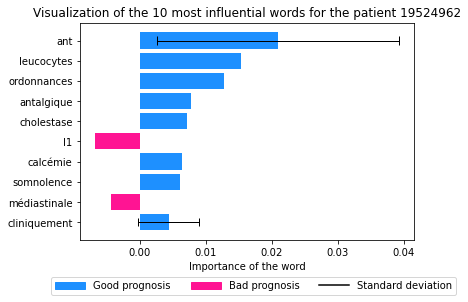 Visualization of the 10 most influential words for the patient 19524962
ant
leucocytes
ordonnances
antalgique
cholestase
l1
calcémie
somnolence
médiastinale
cliniquement
0.00 0.01 0.02 0.03 0.04
Importance of the word
Good prognosis Bad prognosis Standard deviation